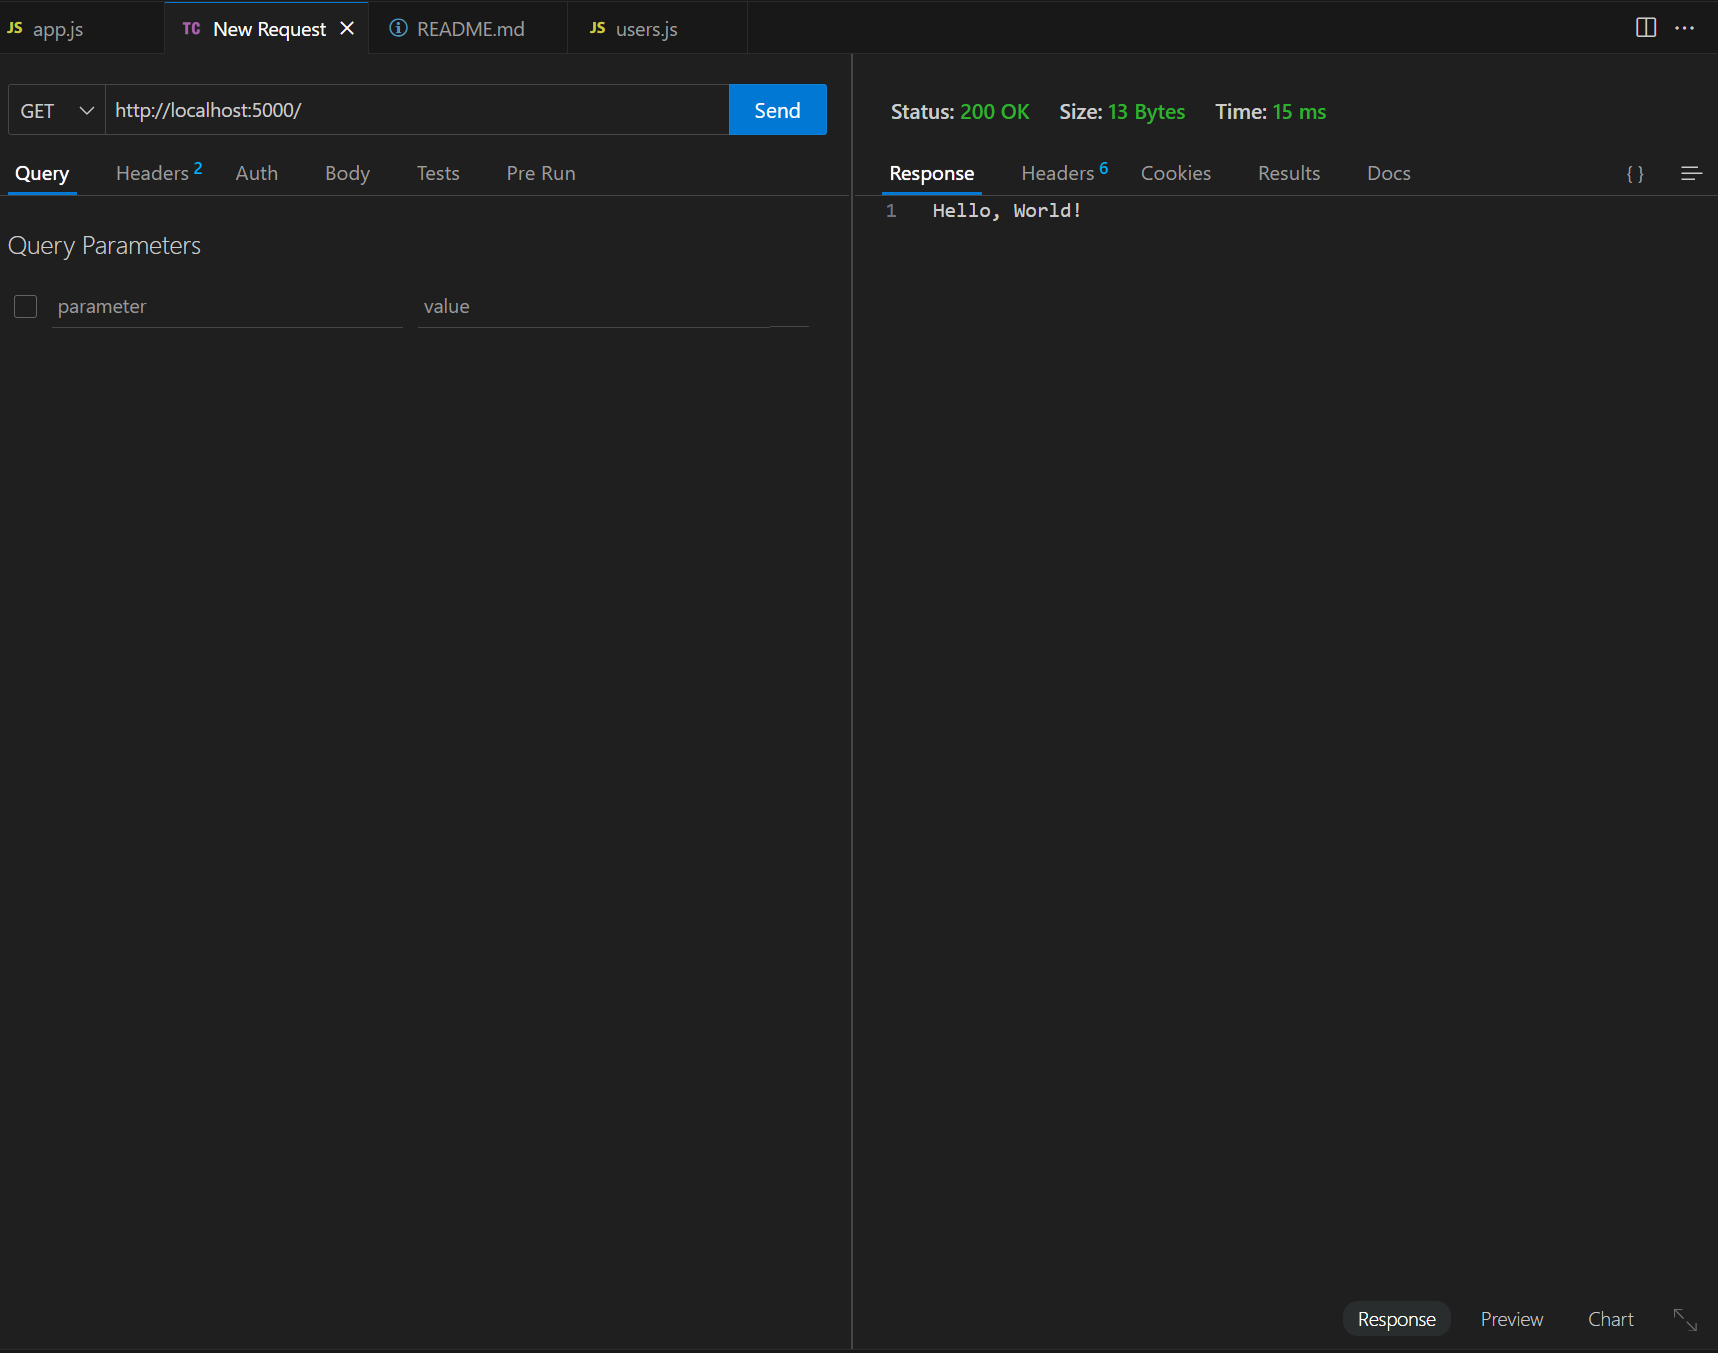 JS app.js TC New Request README.md JS users.js
GET http://localhost:5000/ Send
Status: 200 OK Size: 13 Bytes Time: 15 ms
Query Headers 2 Auth Body Tests Pre Run
Response Headers 6 Cookies Results Docs { }
1 Hello, World!
Query Parameters
parameter value
Response Preview Chart